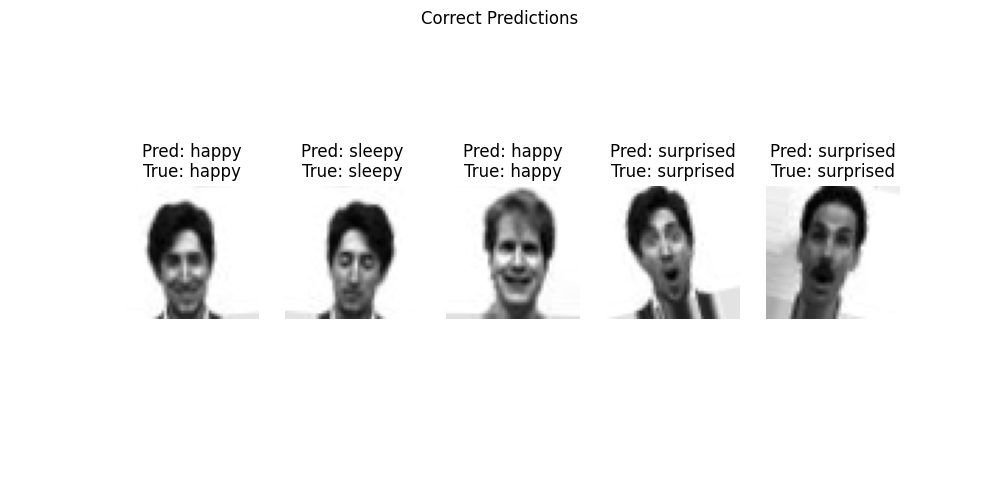 Correct Predictions
Pred: happy
True: happy
Pred: sleepy
True: sleepy
Pred: happy
True: happy
Pred: surprised
True: surprised
Pred: surprised
True: surprised